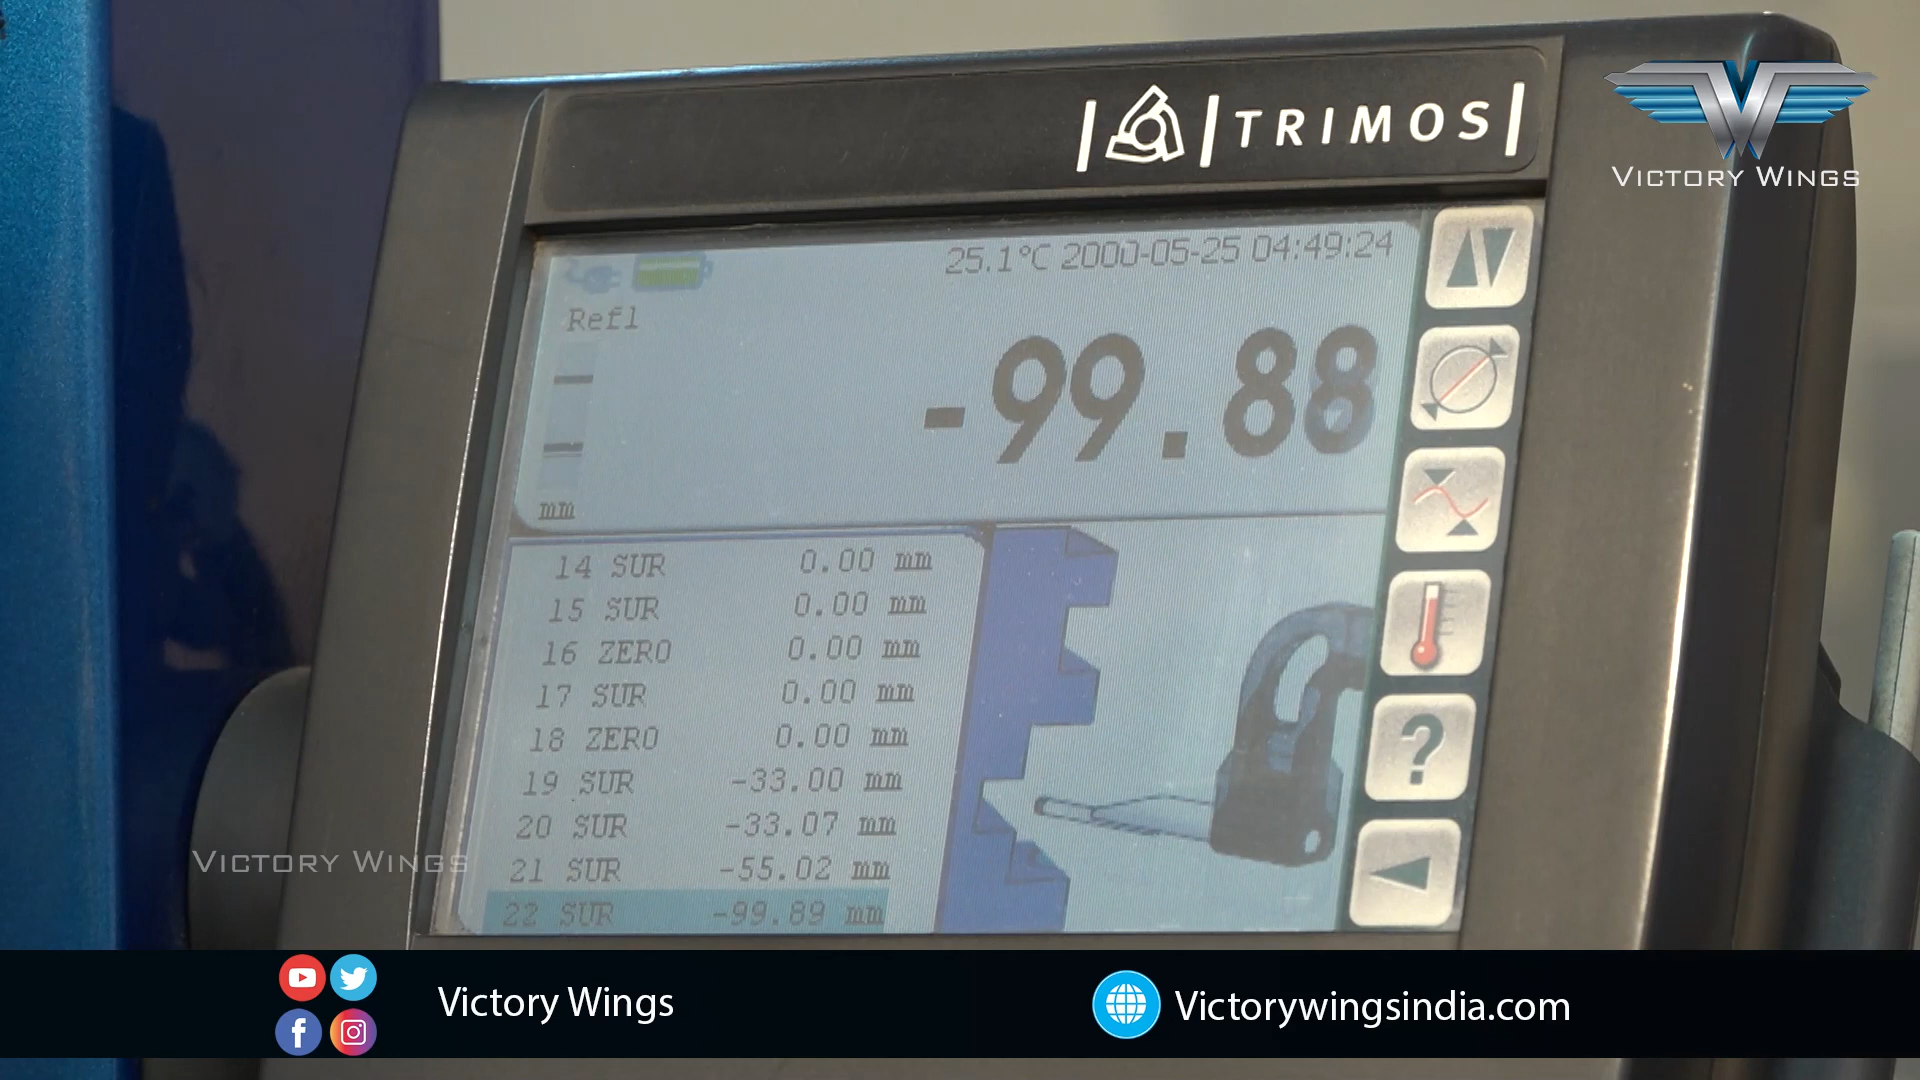 TRIMOS
VICTORY WINGS
25.1°C 2000-05-25 04:49:24
Ref1
-99.88
mm
14 SUR 0.00 mm
15 SUR 0.00 mm
16 ZERO 0.00 mm
17 SUR 0.00 mm
18 ZERO 0.00 mm
19 SUR -33.00 mm
20 SUR -33.07 mm
21 SUR -55.02 mm
22 SUR -99.89 mm
?
VICTORY WINGS
Victory Wings
Victorywingsindia.com